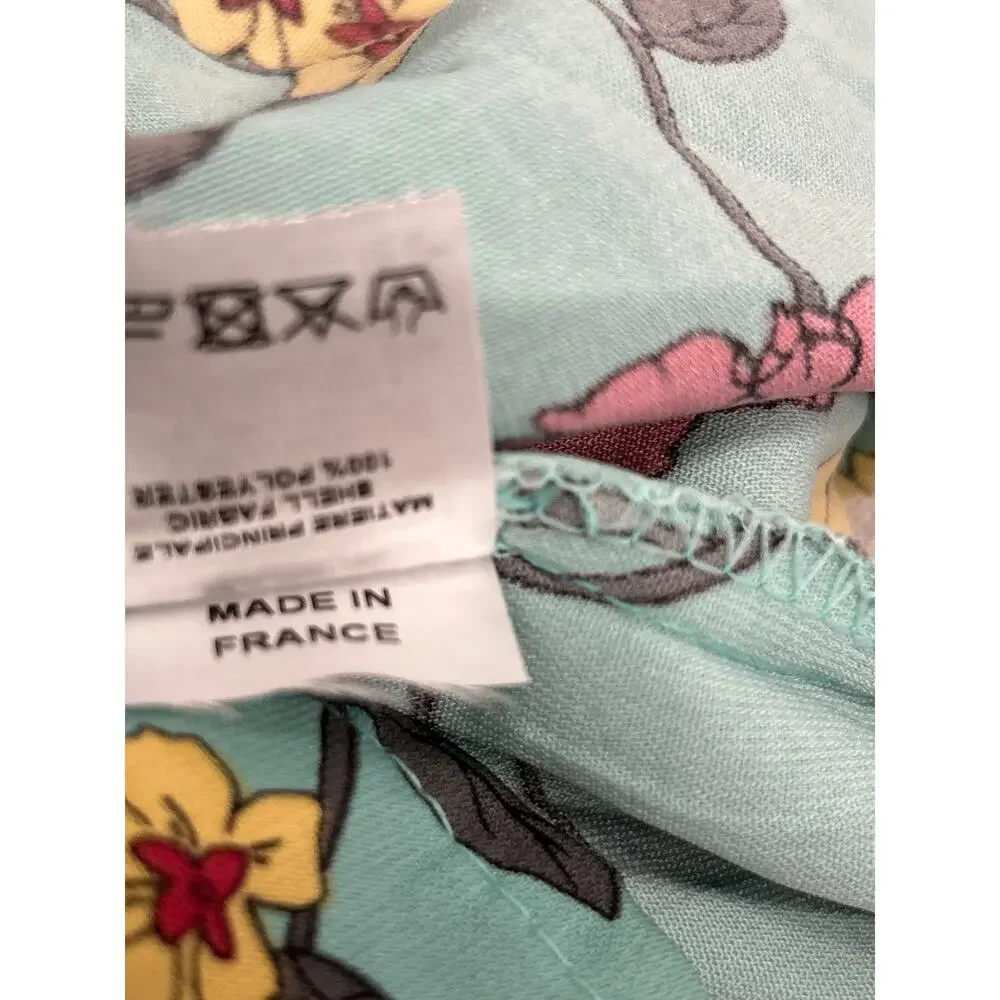 MATIERE PRINCIPALE
SHELL FABRIC
100% POLYESTER
MADE IN
FRANCE